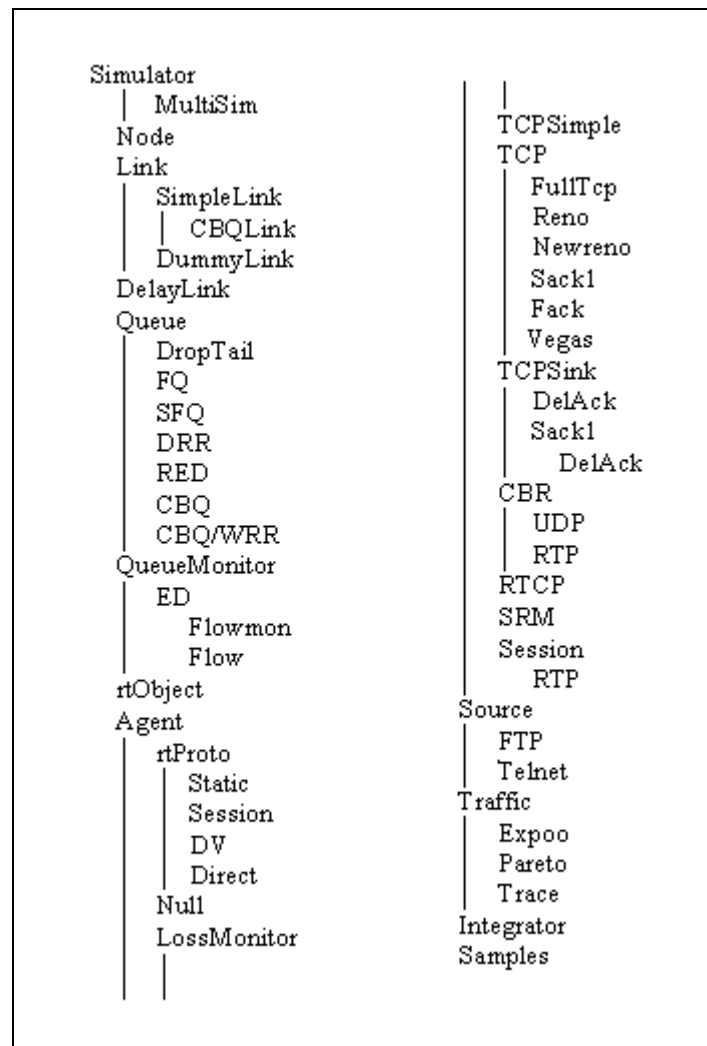 Simulator
MultiSim
Node
Link
SimpleLink
CBQLink
DummyLink
DelayLink
Queue
DropTail
FQ
SFQ
DRR
RED
CBQ
CBQ/WRR
QueueMonitor
ED
Flowmon
Flow
rtObject
Agent
rtProto
Static
Session
DV
Direct
Null
LossMonitor
TCPSimple
TCP
FullTcp
Reno
Newreno
Sack1
Fack
Vegas
TCPSink
DelAck
Sack1
DelAck
CBR
UDP
RTP
RTCP
SRM
Session
RTP
Source
FTP
Telnet
Traffic
Expoo
Pareto
Trace
Integrator
Samples